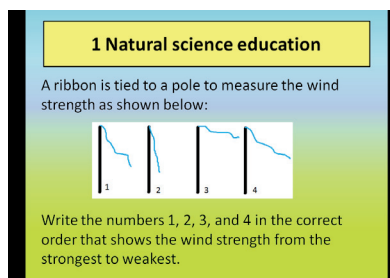 1 Natural science education
A ribbon is tied to a pole to measure the wind
strength as shown below:
1 2 3 4
Write the numbers 1, 2, 3, and 4 in the correct
order that shows the wind strength from the
strongest to weakest.